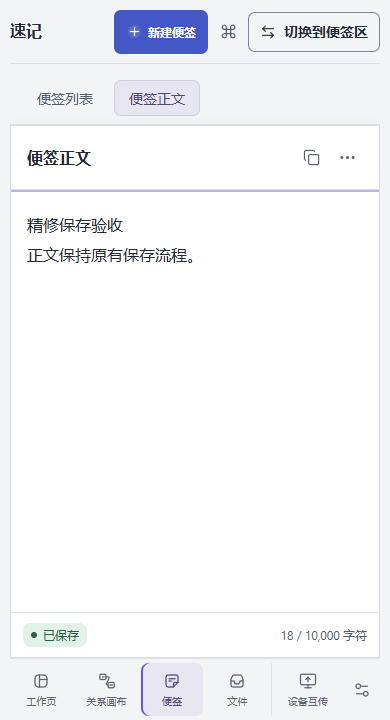 速记
新建便签
切换到便签区
便签列表
便签正文
便签正文
精修保存验收
正文保持原有保存流程。
已保存
18 / 10,000 字符
工作页
关系画布
便签
文件
设备互传